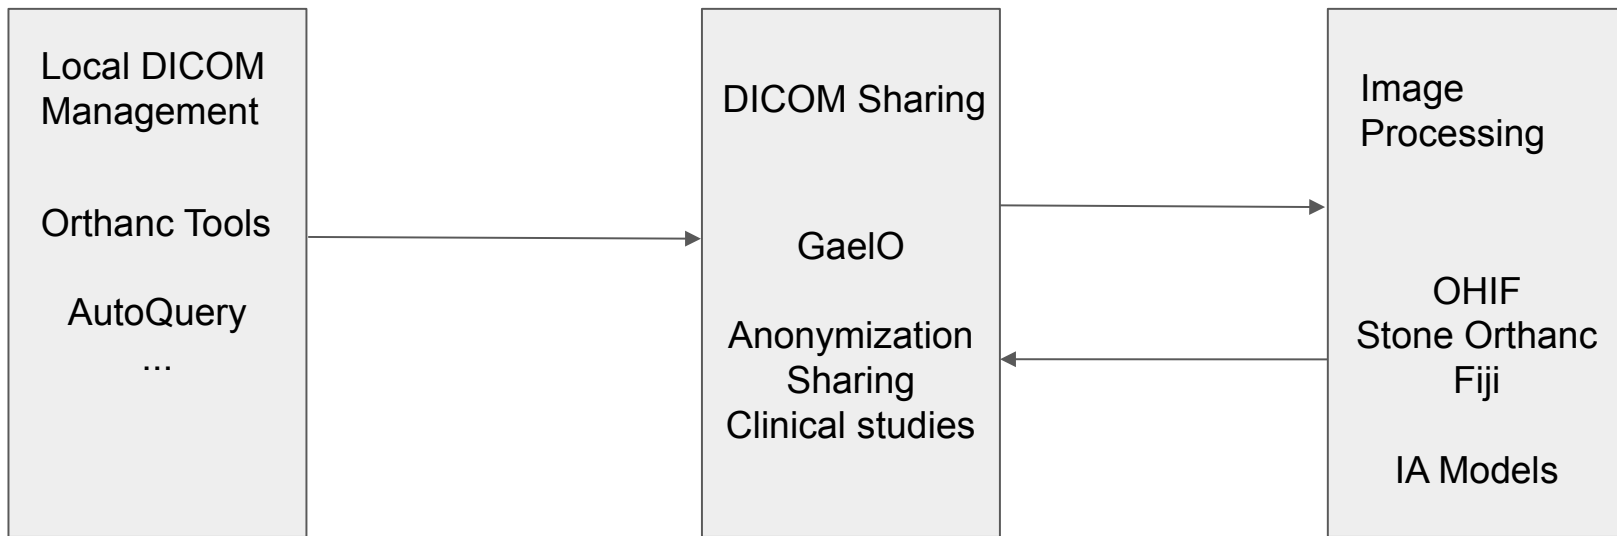 Local DICOM
Management
Orthanc Tools
AutoQuery
...
DICOM Sharing
GaelO
Anonymization
Sharing
Clinical studies
Image
Processing
OHIF
Stone Orthanc
Fiji
IA Models